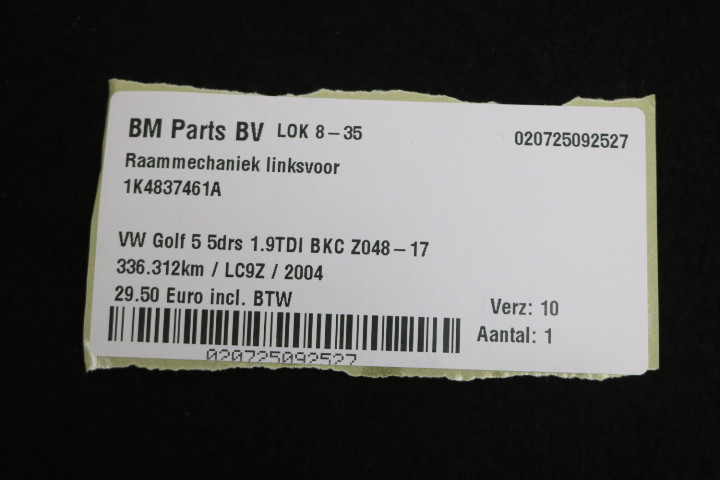 BM Parts BV LOK 8-35 020725092527
Raammechaniek linksvoor
1K4837461A
VW Golf 5 5drs 1.9TDI BKC Z048-17
336.312km / LC9Z / 2004
29.50 Euro incl. BTW
Verz: 10
Aantal: 1
020725092527